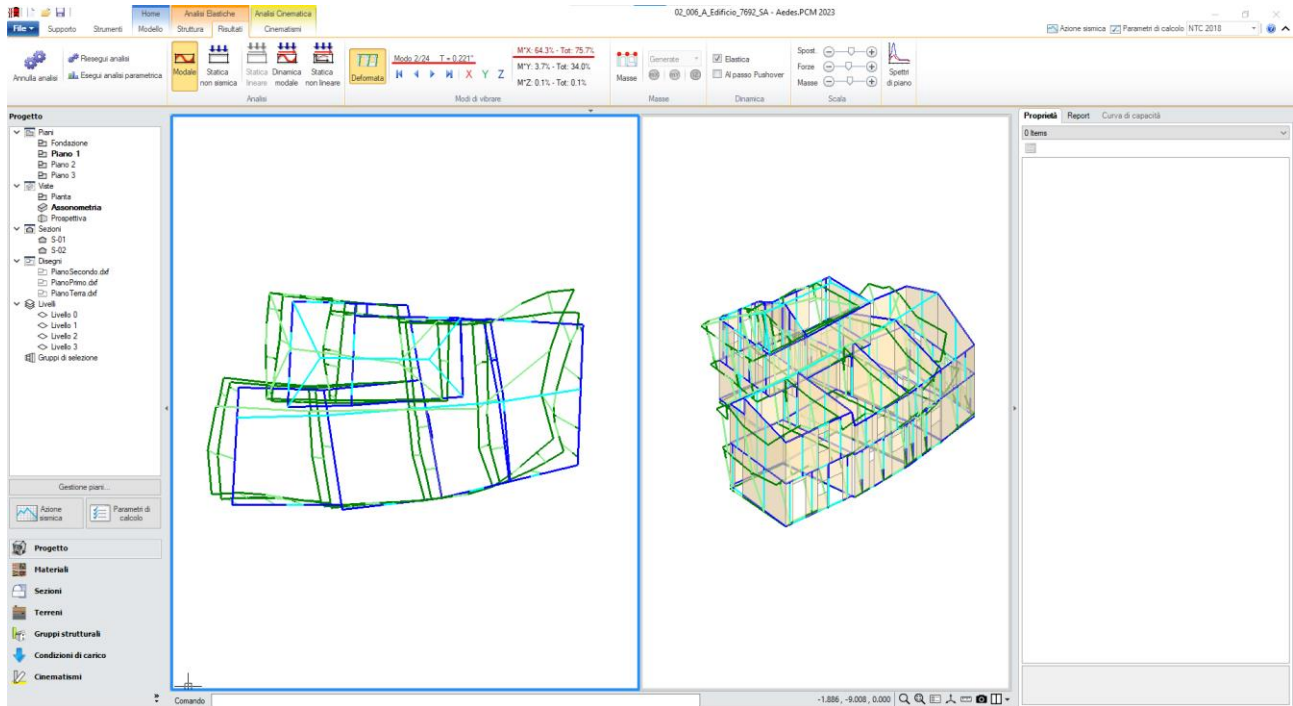 02_006_A_Edificio_7692_SA - Aedes.PCM 2023
Home
Analisi Elastiche
Analisi Cinematica
File
Supporto
Strumenti
Modello
Struttura
Risultati
Cinematismi
Azione sismica
Parametri di calcolo
NTC 2018
Annulla analisi
Riesegui analisi
Esegui analisi parametrica
Modale
Statica non sismica
Statica lineare
Dinamica modale
Statica non lineare
Analisi
Deformata
Modo 2/24 T = 0.221"
X Y Z
M*X: 64.3% - Tot: 75.7%
M*Y: 3.7% - Tot: 34.0%
M*Z: 0.1% - Tot: 0.1%
Modi di vibrare
Masse
Generate
Masse
Elastica
Al passo Pushover
Dinamica
Spost.
Forze
Masse
Scala
Spettri di piano
Progetto
Piani
Fondazione
Piano 1
Piano 2
Piano 3
Viste
Pianta
Assonometria
Prospettiva
Sezioni
S-01
S-02
Disegni
PianoSecondo.dxf
PianoPrimo.dxf
PianoTerra.dxf
Livelli
Livello 0
Livello 1
Livello 2
Livello 3
Gruppi di selezione
Gestione piani...
Azione sismica
Parametri di calcolo
Progetto
Materiali
Sezioni
Terreni
Gruppi strutturali
Condizioni di carico
Cinematismi
Proprietà
Report
Curva di capacità
0 Items
Comando
-1.886 , -9.008 , 0.000